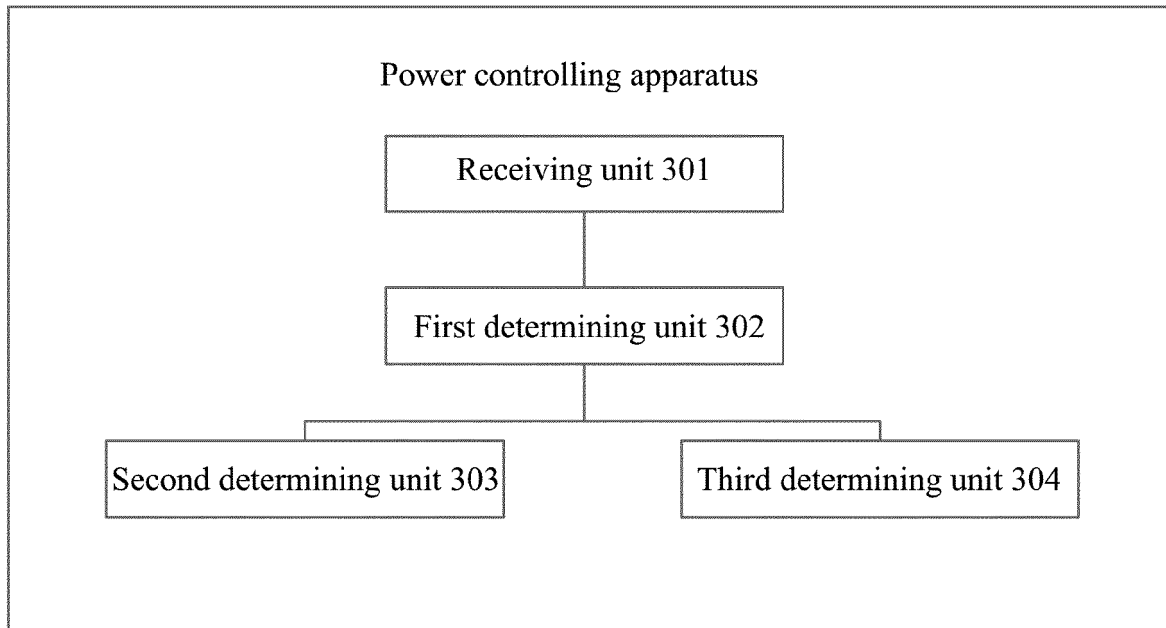 Power controlling apparatus
Receiving unit 301
First determining unit 302
Second determining unit 303
Third determining unit 304